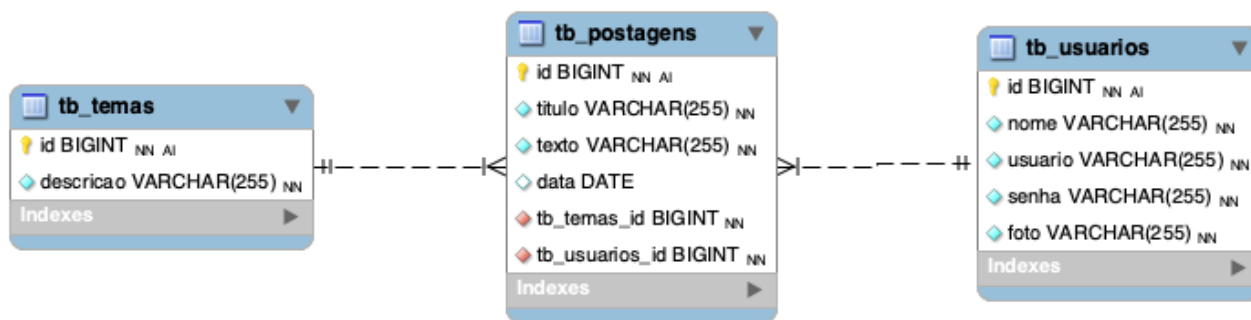 tb_temas
id BIGINT NN AI
descricao VARCHAR(255) NN
Indexes
tb_postagens
id BIGINT NN AI
titulo VARCHAR(255) NN
texto VARCHAR(255) NN
data DATE
tb_temas_id BIGINT NN
tb_usuarios_id BIGINT NN
Indexes
tb_usuarios
id BIGINT NN AI
nome VARCHAR(255) NN
usuario VARCHAR(255) NN
senha VARCHAR(255) NN
foto VARCHAR(255) NN
Indexes